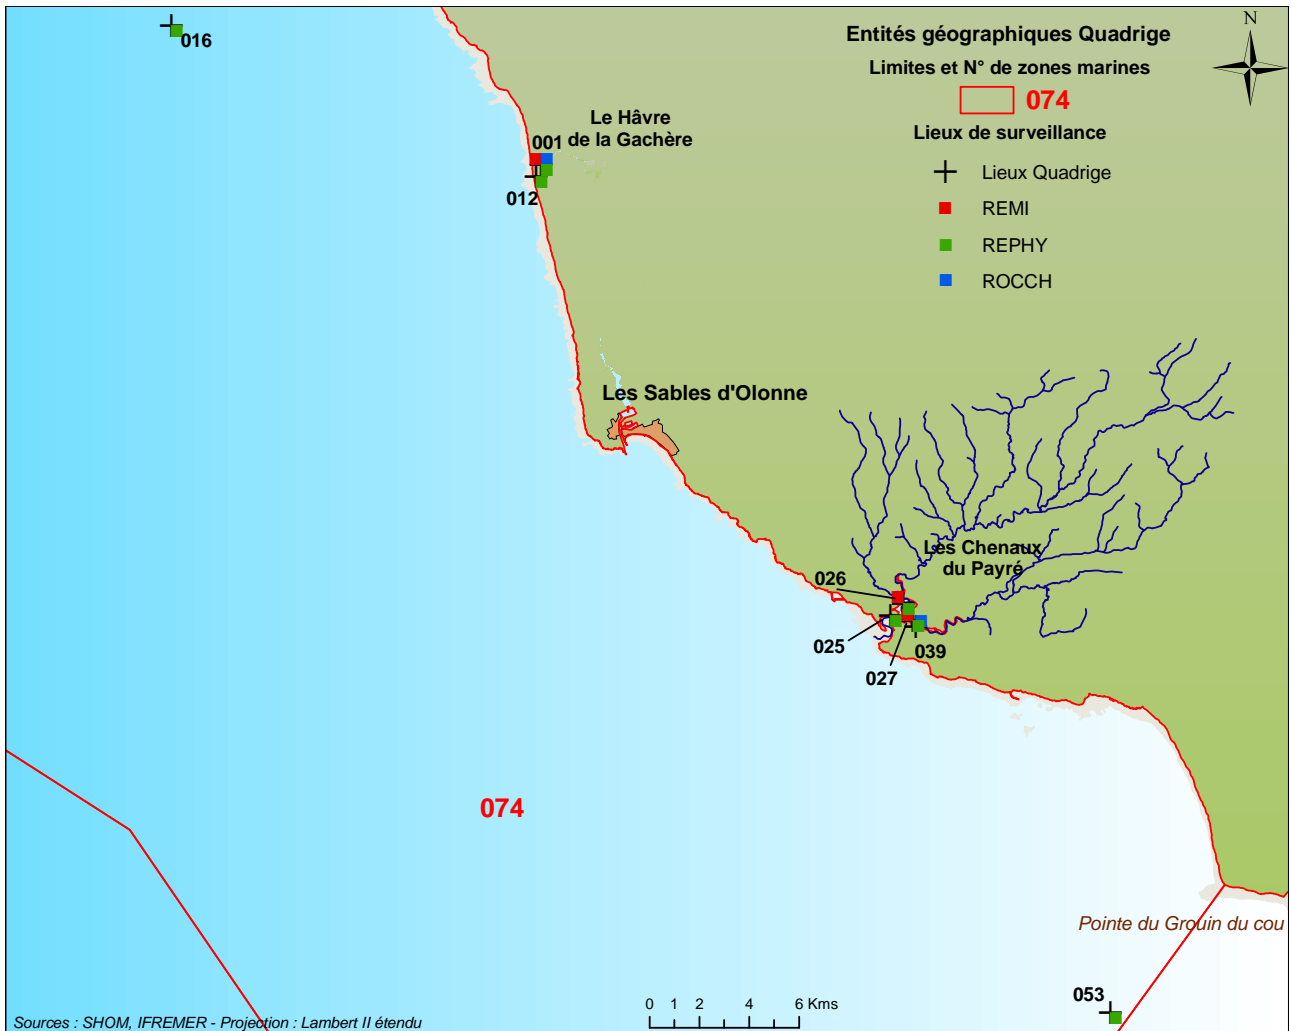 016
Entités géographiques Quadrige
N
Limites et N° de zones marines
074
Lieux de surveillance
Lieux Quadrige
REMI
REPHY
ROCCH
Le Hâvre
de la Gachère
001
012
Les Sables d'Olonne
Les Chenaux
du Payré
026
025
039
027
074
Pointe du Grouin du cou
053
0 1 2 4 6 Kms
Sources : SHOM, IFREMER - Projection : Lambert II étendu